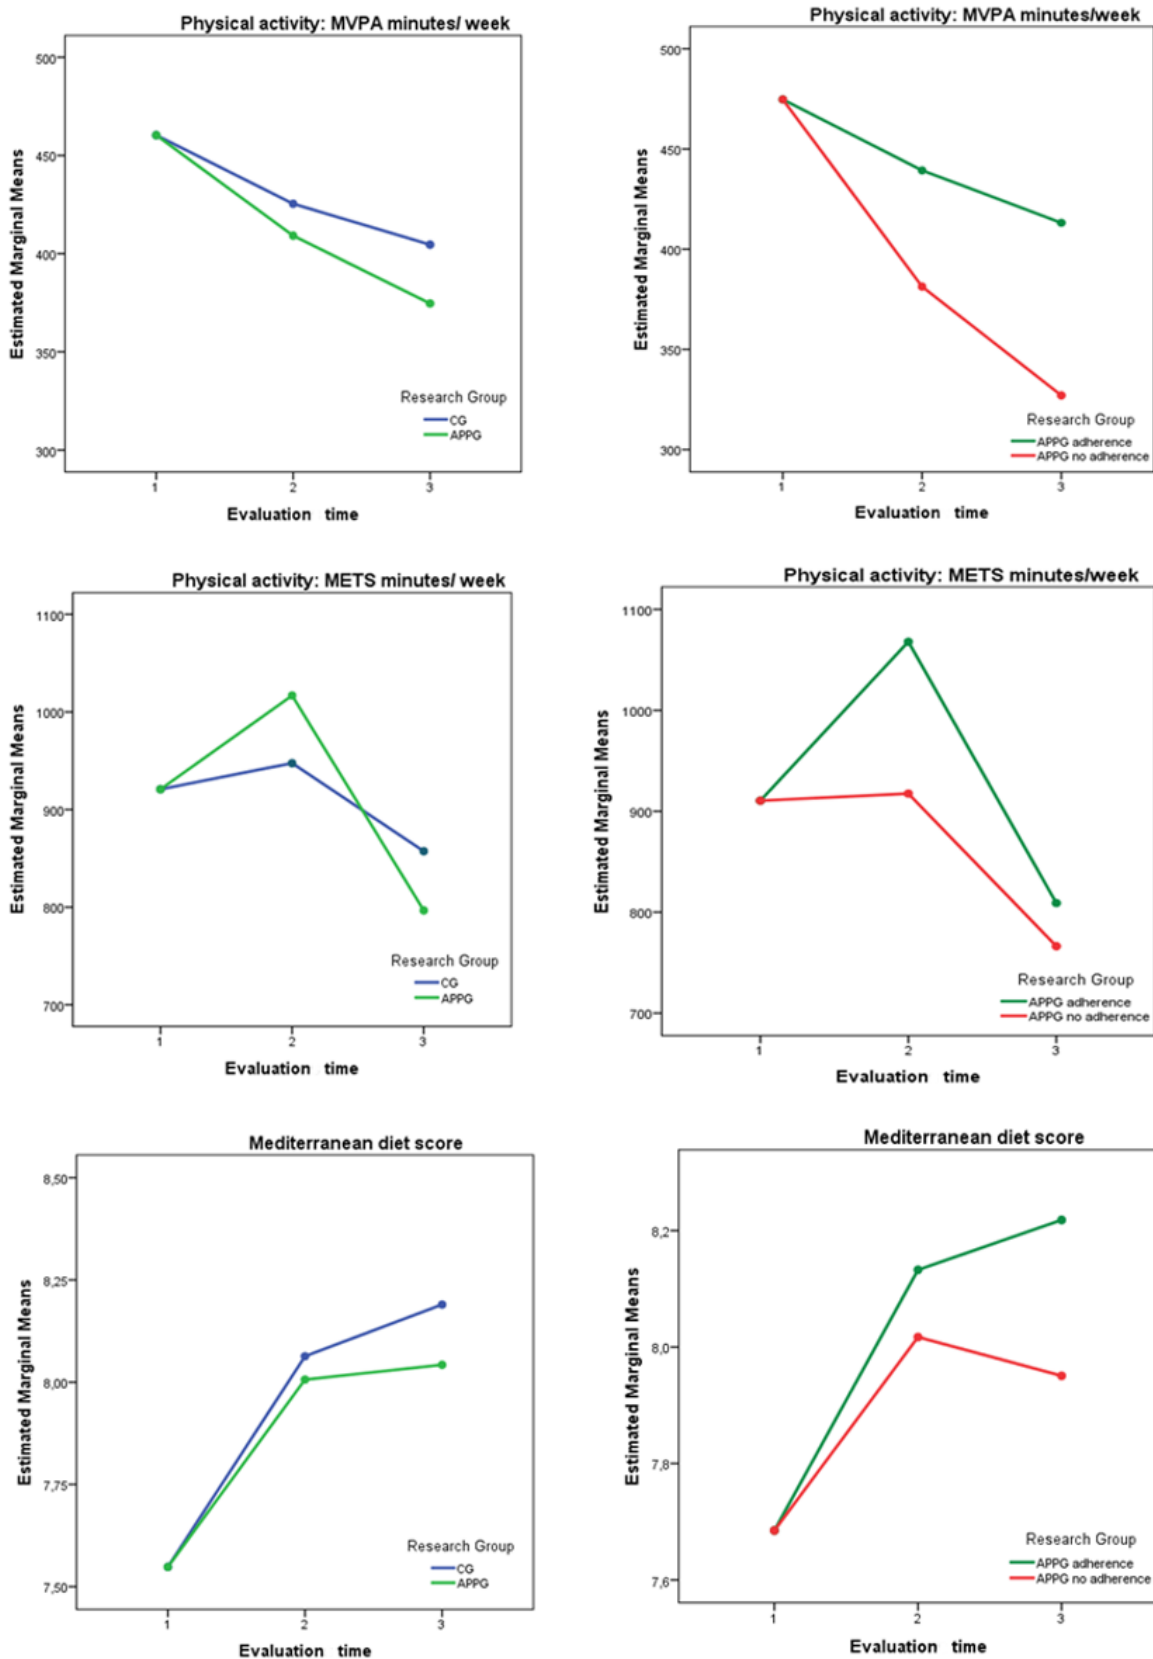 Physical activity: MVPA minutes/ week
500
450
400
350
300
Estimated Marginal Means
Research Group
CG
APPG
1 2 3
Evaluation time
Physical activity: MVPA minutes/week
500
450
400
350
300
Estimated Marginal Means
Research Group
APPG adherence
APPG no adherence
1 2 3
Evaluation time
Physical activity: METS minutes/ week
1100
1000
900
800
700
Estimated Marginal Means
Research Group
CG
APPG
1 2 3
Evaluation time
Physical activity: METS minutes/week
1100
1000
900
800
700
Estimated Marginal Means
Research Group
APPG adherence
APPG no adherence
1 2 3
Evaluation time
Mediterranean diet score
8,50
8,25
8,00
7,75
7,50
Estimated Marginal Means
Research Group
CG
APPG
1 2 3
Evaluation time
Mediterranean diet score
8,2
8,0
7,8
7,6
Estimated Marginal Means
Research Group
APPG adherence
APPG no adherence
1 2 3
Evaluation time